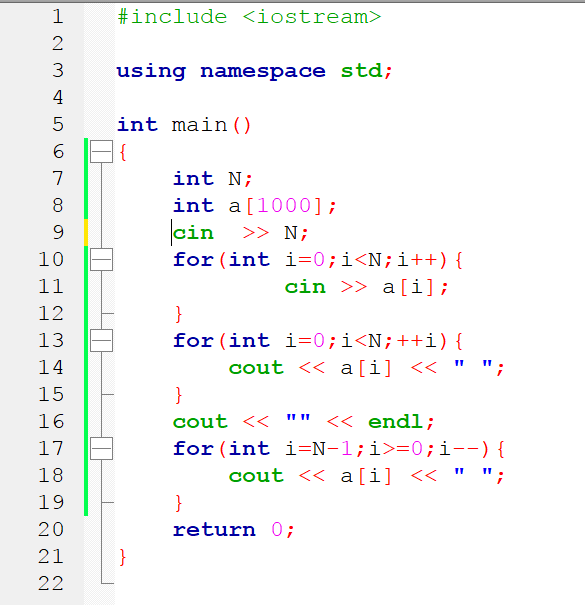 1 #include <iostream>
2
3 using namespace std;
4
5 int main()
6 {
7     int N;
8     int a[1000];
9     cin  >> N;
10     for(int i=0;i<N;i++){
11             cin >> a[i];
12     }
13     for(int i=0;i<N;++i){
14         cout << a[i] << " ";
15     }
16     cout << "" << endl;
17     for(int i=N-1;i>=0;i--){
18         cout << a[i] << " ";
19     }
20     return 0;
21 }
22